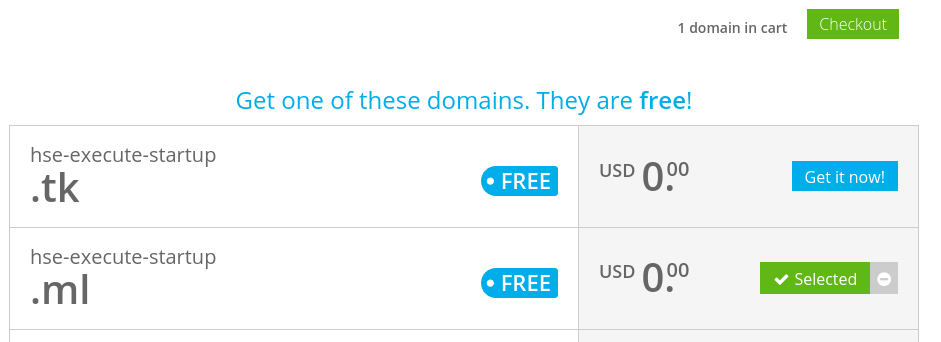 1 domain in cart Checkout
Get one of these domains. They are free!
hse-execute-startup
.tk FREE USD 0.00 Get it now!
hse-execute-startup
.ml FREE USD 0.00 Selected